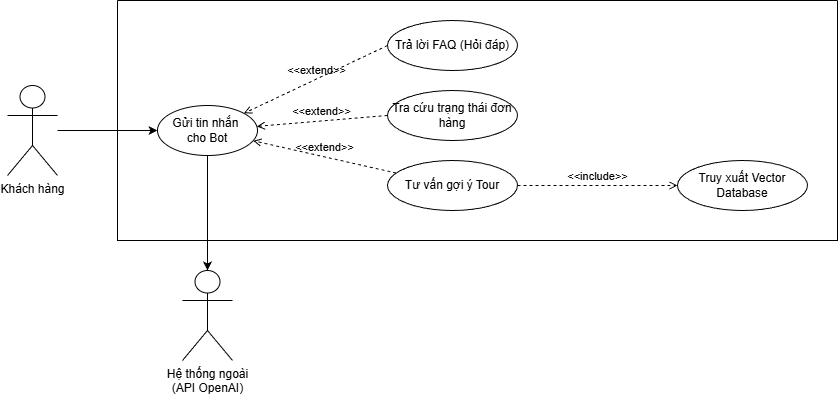 Trả lời FAQ (Hỏi đáp)
<<extend>>
Gửi tin nhắn
cho Bot
<<extend>>
Tra cứu trạng thái đơn
hàng
<<extend>>
Tư vấn gợi ý Tour
<<include>>
Truy xuất Vector
Database
Khách hàng
Hệ thống ngoài
(API OpenAI)